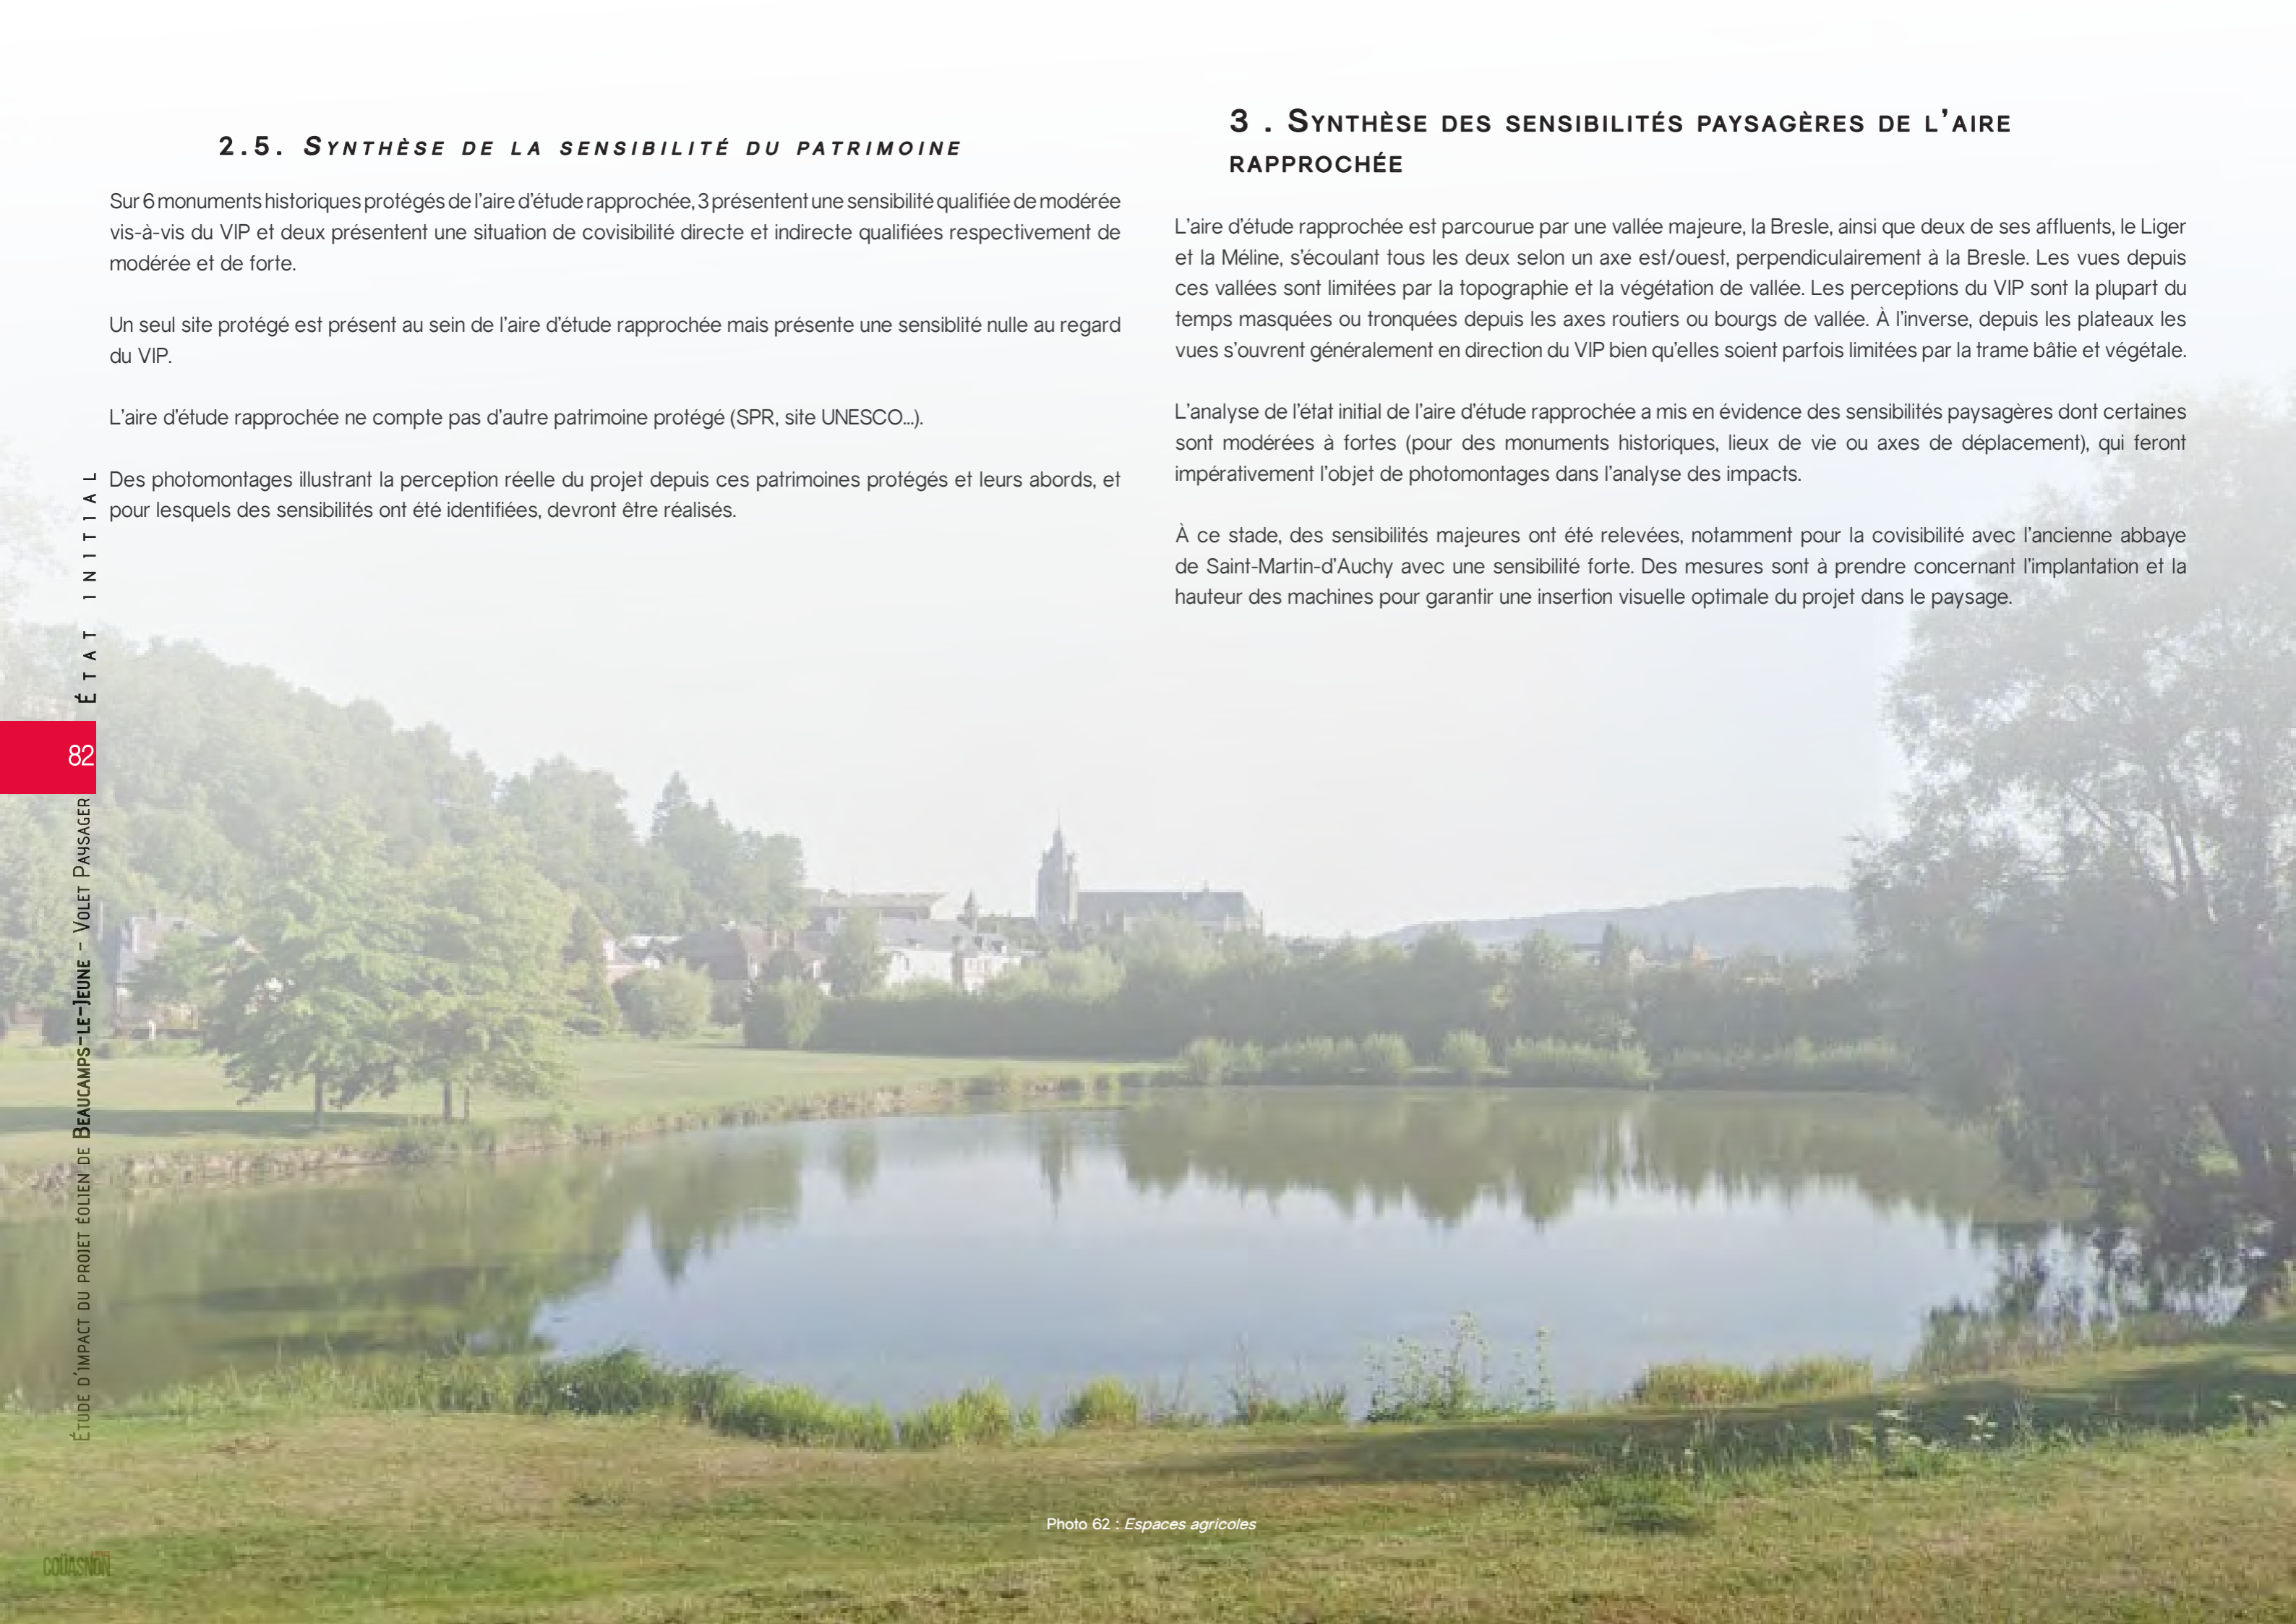 2.5. Synthèse de la sensibilité du patrimoine
Sur 6 monuments historiques protégés de l'aire d'étude rapprochée, 3 présentent une sensibilité qualifiée de modérée
vis-à-vis du VIP et deux présentent une situation de covisibilité directe et indirecte qualifiées respectivement de
modérée et de forte.
Un seul site protégé est présent au sein de l'aire d'étude rapprochée mais présente une sensiblité nulle au regard
du VIP.
L'aire d'étude rapprochée ne compte pas d'autre patrimoine protégé (SPR, site UNESCO...).
Des photomontages illustrant la perception réelle du projet depuis ces patrimoines protégés et leurs abords, et
pour lesquels des sensibilités ont été identifiées, devront être réalisés.
3 . Synthèse des sensibilités paysagères de l'aire
rapprochée
L'aire d'étude rapprochée est parcourue par une vallée majeure, la Bresle, ainsi que deux de ses affluents, le Liger
et la Méline, s'écoulant tous les deux selon un axe est/ouest, perpendiculairement à la Bresle. Les vues depuis
ces vallées sont limitées par la topographie et la végétation de vallée. Les perceptions du VIP sont la plupart du
temps masquées ou tronquées depuis les axes routiers ou bourgs de vallée. À l'inverse, depuis les plateaux les
vues s'ouvrent généralement en direction du VIP bien qu'elles soient parfois limitées par la trame bâtie et végétale.
L'analyse de l'état initial de l'aire d'étude rapprochée a mis en évidence des sensibilités paysagères dont certaines
sont modérées à fortes (pour des monuments historiques, lieux de vie ou axes de déplacement), qui feront
impérativement l'objet de photomontages dans l'analyse des impacts.
À ce stade, des sensibilités majeures ont été relevées, notamment pour la covisibilité avec l'ancienne abbaye
de Saint-Martin-d'Auchy avec une sensibilité forte. Des mesures sont à prendre concernant l'implantation et la
hauteur des machines pour garantir une insertion visuelle optimale du projet dans le paysage.
État initial
82
Étude d'impact du projet éolien de Beaucamps-le-Jeune - Volet Paysager
Photo 62 : Espaces agricoles
COÜASNON